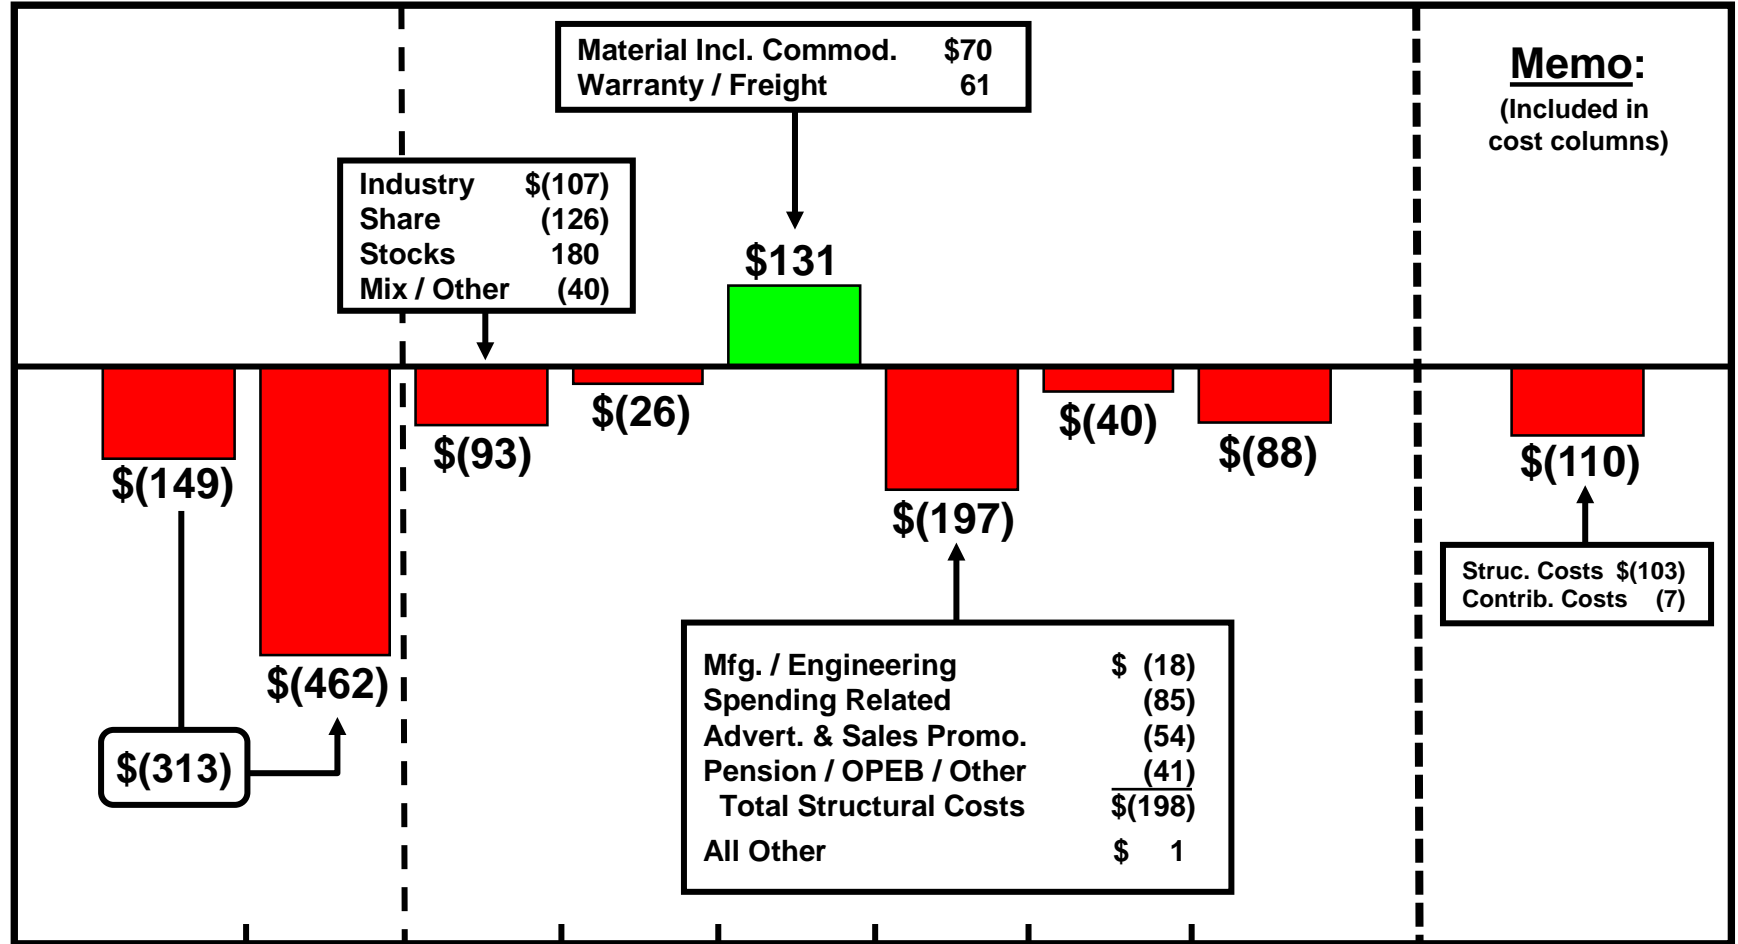 Material Incl. Commod. $70
Warranty / Freight 61
Memo:
(Included in
cost columns)
Industry $(107)
Share (126)
Stocks 180
Mix / Other (40)
$131
$(149)
$(462)
$(93)
$(26)
$(197)
$(40)
$(88)
$(110)
$(313)
Struc. Costs $(103)
Contrib. Costs (7)
Mfg. / Engineering $ (18)
Spending Related (85)
Advert. & Sales Promo. (54)
Pension / OPEB / Other (41)
Total Structural Costs $(198)
All Other $ 1